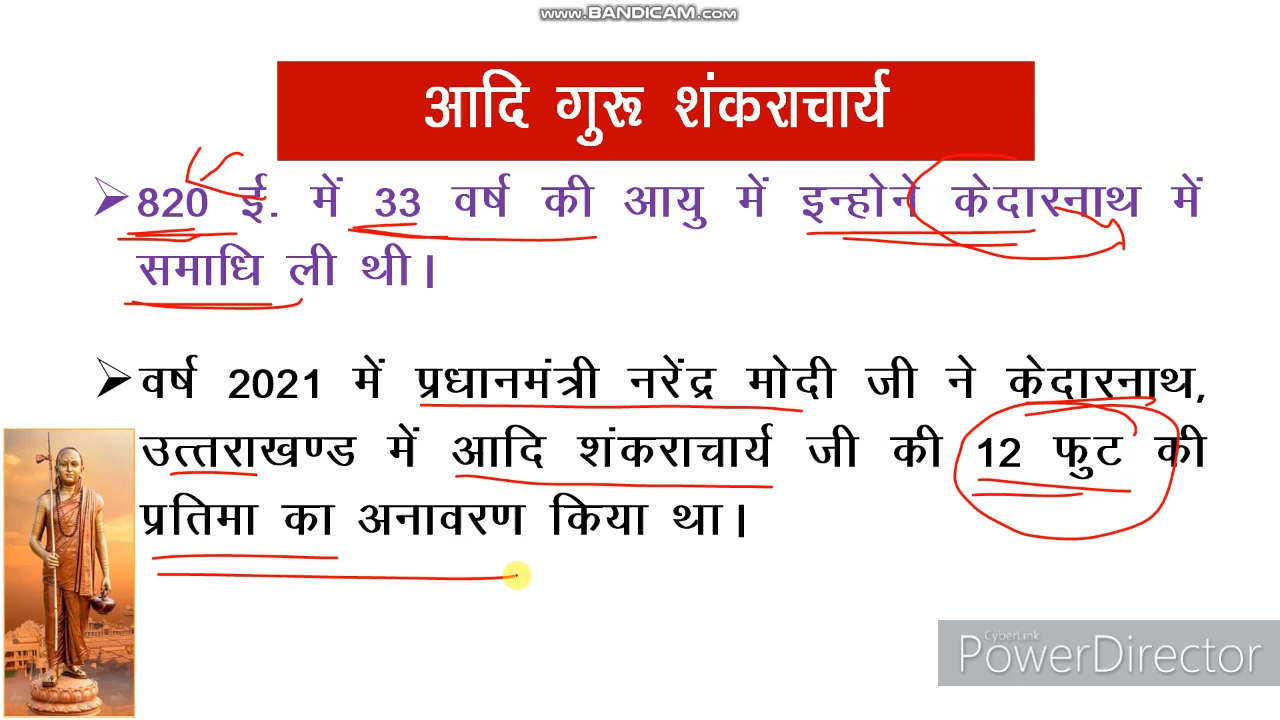 WWW.BANDICAM.COM
आदि गुरू शंकराचार्य
820 ई. में 33 वर्ष की आयु में इन्होने केदारनाथ में
समाधि ली थी।
वर्ष 2021 में प्रधानमंत्री नरेंद्र मोदी जी ने केदारनाथ,
उत्तराखण्ड में आदि शंकराचार्य जी की 12 फुट की
प्रतिमा का अनावरण किया था।
CyberLink
PowerDirector